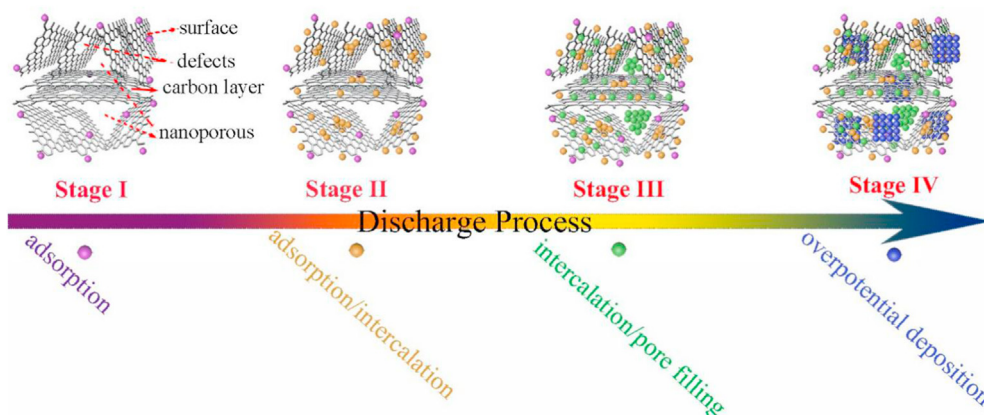 surface
defects
carbon layer
nanoporous
Stage I
Stage II
Stage III
Stage IV
Discharge Process
adsorption
adsorption/intercalation
intercalation/pore filling
overpotential deposition